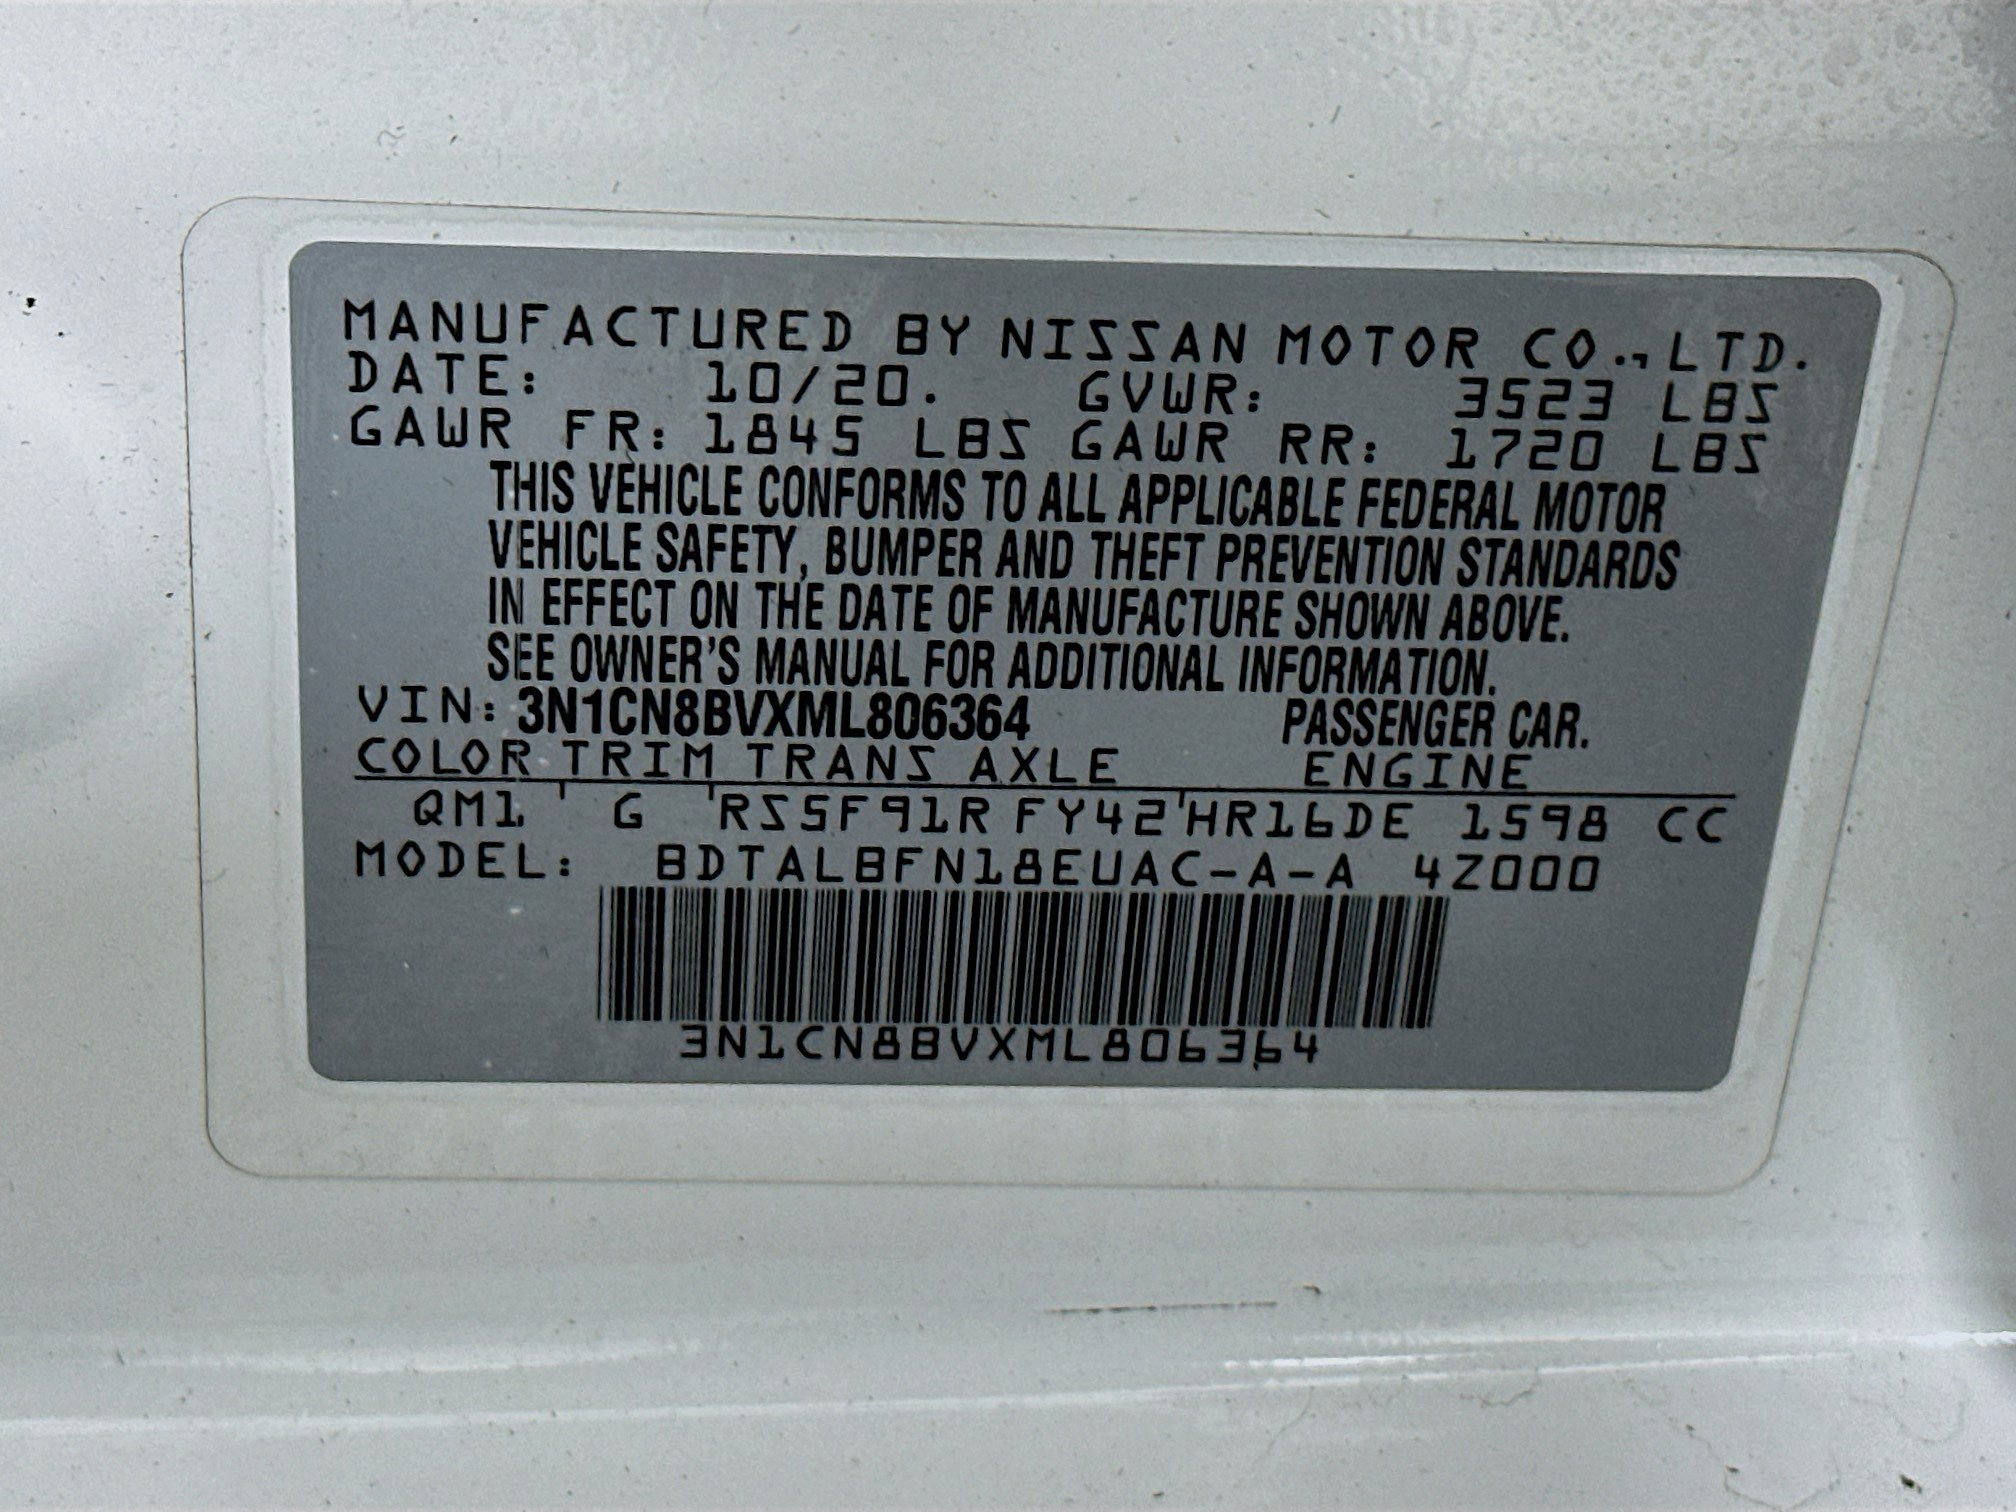 MANUFACTURED BY NISSAN MOTOR CO., LTD.
DATE: 10/20. GVWR: 3523 LBS
GAWR FR: 1845 LBS GAWR RR: 1720 LBS
THIS VEHICLE CONFORMS TO ALL APPLICABLE FEDERAL MOTOR
VEHICLE SAFETY, BUMPER AND THEFT PREVENTION STANDARDS
IN EFFECT ON THE DATE OF MANUFACTURE SHOWN ABOVE.
SEE OWNER'S MANUAL FOR ADDITIONAL INFORMATION.
VIN: 3N1CN8BVXML806364 PASSENGER CAR.
COLOR TRIM TRANS AXLE ENGINE
QM1 G RS5F91R FY42 HR16DE 1598 CC
MODEL: BDTALBFN18EUAC-A-A 4Z000
3N1CN8BVXML806364